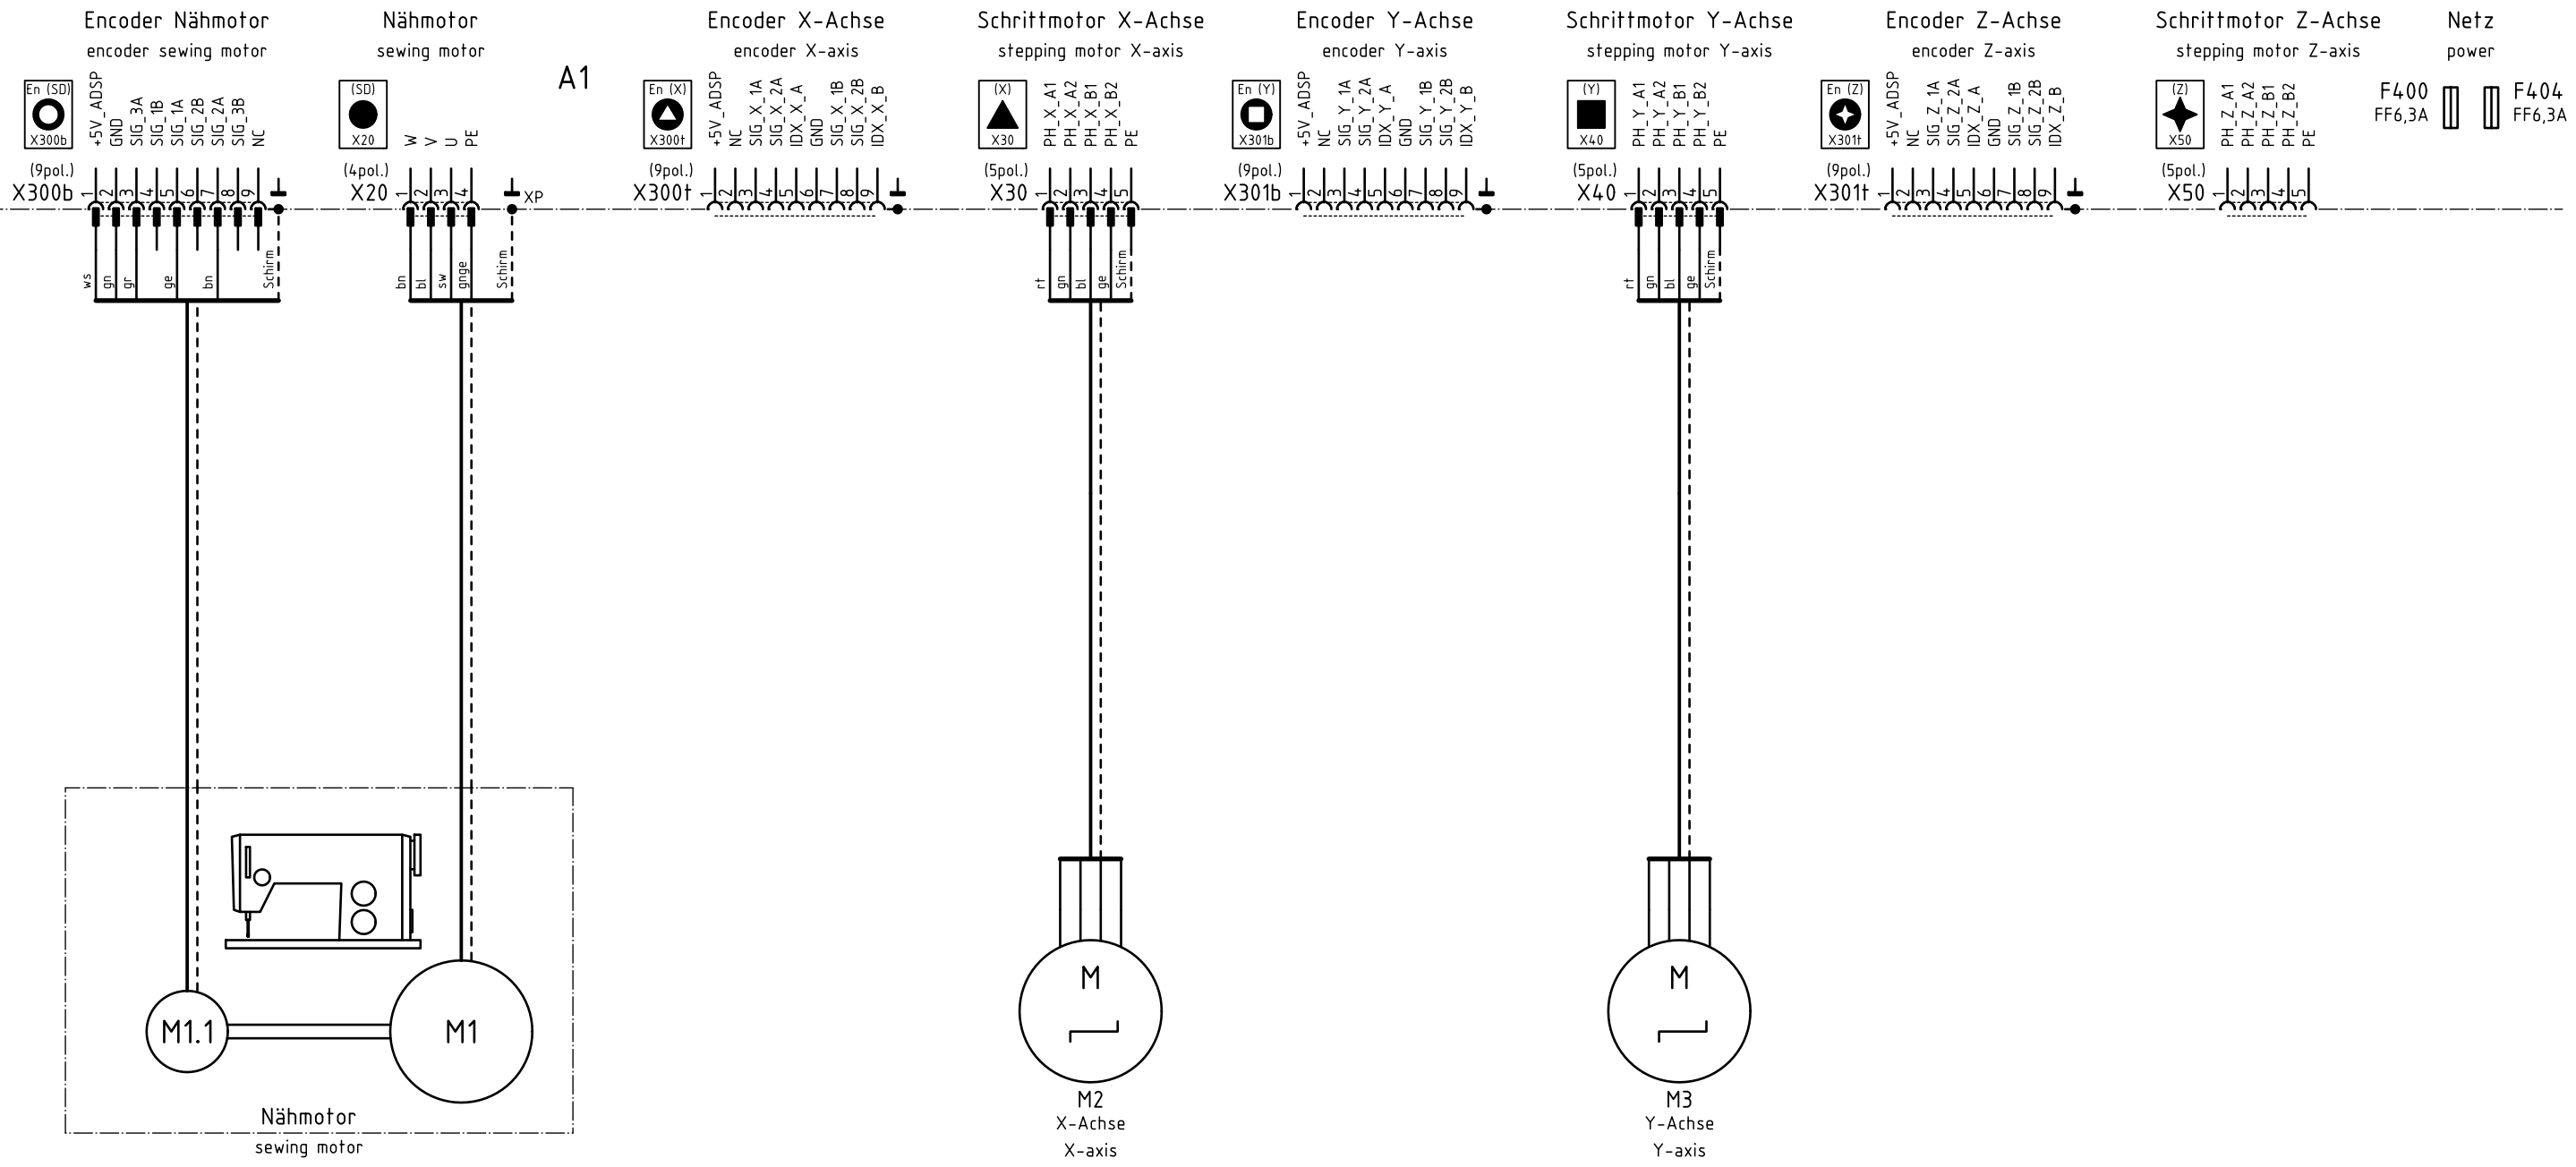 Encoder Nähmotor
encoder sewing motor
En (SD)
X300b
+5V_ADSP
GND
SIG_3A
SIG_1B
SIG_1A
SIG_2B
SIG_2A
SIG_3B
NC
(9pol.)
X300b
1 2 3 4 5 6 7 8 9
ws gn gr ge bn Schirm
Nähmotor
sewing motor
(SD)
X20
W
V
U
PE
(4pol.)
X20
1 2 3 4
XP
bn bl sw gnge Schirm
A1
Encoder X-Achse
encoder X-axis
En (X)
X300t
+5V_ADSP
NC
SIG_X_1A
SIG_X_2A
IDX_X_A
GND
SIG_X_1B
SIG_X_2B
IDX_X_B
(9pol.)
X300t
1 2 3 4 5 6 7 8 9
Schrittmotor X-Achse
stepping motor X-axis
(X)
X30
PH_X_A1
PH_X_A2
PH_X_B1
PH_X_B2
PE
(5pol.)
X30
1 2 3 4 5
rt gn bl ge Schirm
Encoder Y-Achse
encoder Y-axis
En (Y)
X301b
+5V_ADSP
NC
SIG_Y_1A
SIG_Y_2A
IDX_Y_A
GND
SIG_Y_1B
SIG_Y_2B
IDX_Y_B
(9pol.)
X301b
1 2 3 4 5 6 7 8 9
Schrittmotor Y-Achse
stepping motor Y-axis
(Y)
X40
PH_Y_A1
PH_Y_A2
PH_Y_B1
PH_Y_B2
PE
(5pol.)
X40
1 2 3 4 5
rt gn bl ge Schirm
Encoder Z-Achse
encoder Z-axis
En (Z)
X301t
+5V_ADSP
NC
SIG_Z_1A
SIG_Z_2A
IDX_Z_A
GND
SIG_Z_1B
SIG_Z_2B
IDX_Z_B
(9pol.)
X301t
1 2 3 4 5 6 7 8 9
Schrittmotor Z-Achse
stepping motor Z-axis
(Z)
X50
PH_Z_A1
PH_Z_A2
PH_Z_B1
PH_Z_B2
PE
(5pol.)
X50
1 2 3 4 5
Netz
power
F400
FF6,3A
F404
FF6,3A
M1.1
M1
Nähmotor
sewing motor
M
M2
X-Achse
X-axis
M
M3
Y-Achse
Y-axis